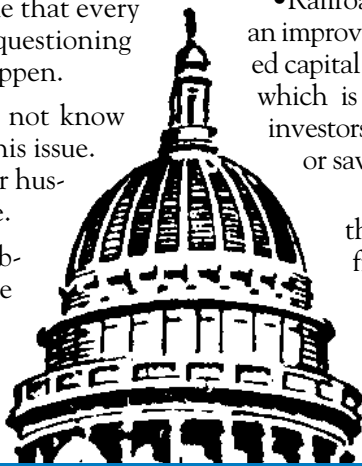 e that every
questioning
ppen.
not know
his issue.
r hus-
e.
b-
e
•Railroa
an improv
ed capital
which is
investors
or sav
th
f